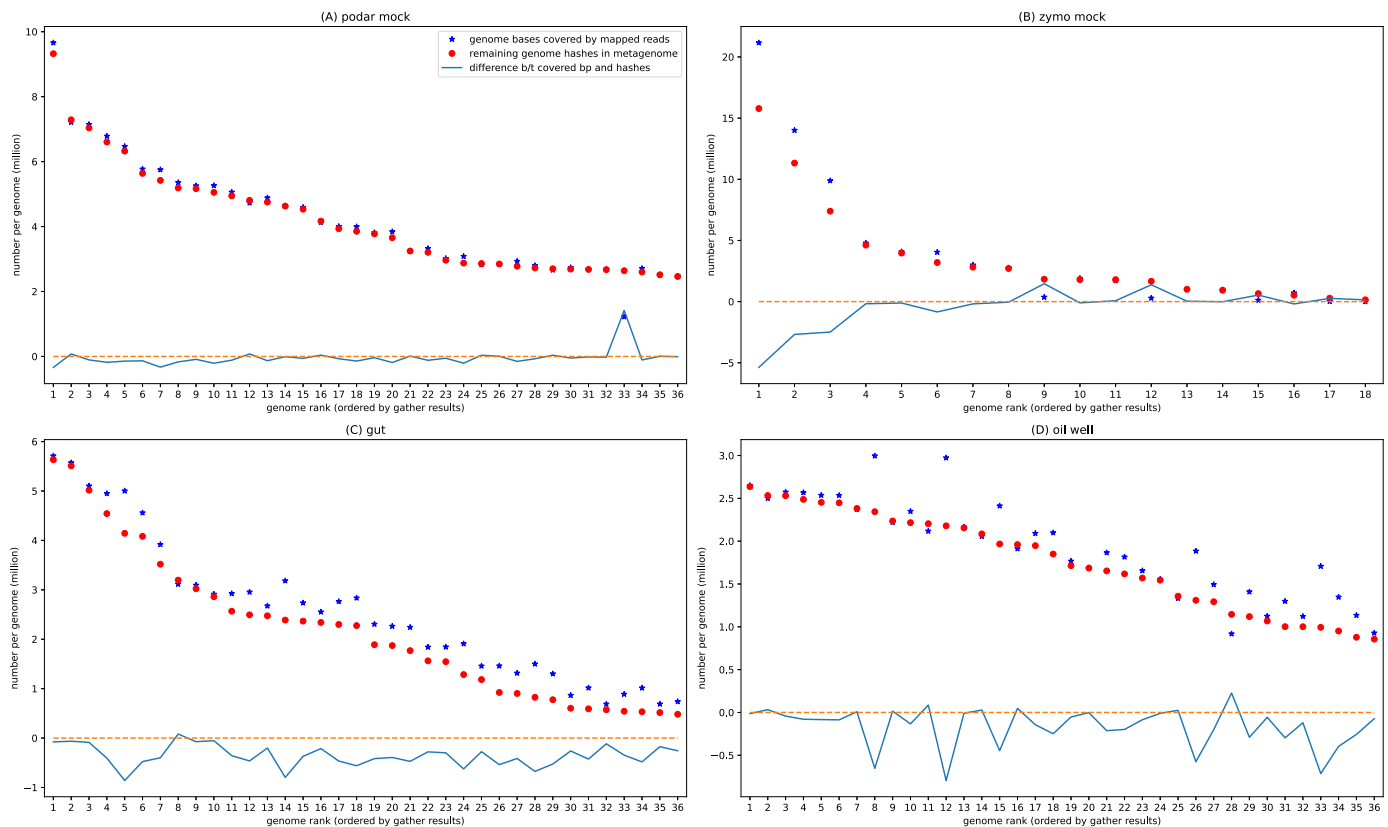 (A) podar mock
number per genome (million)
10
8
6
4
2
0
genome bases covered by mapped reads
remaining genome hashes in metagenome
difference b/t covered bp and hashes
1 2 3 4 5 6 7 8 9 10 11 12 13 14 15 16 17 18 19 20 21 22 23 24 25 26 27 28 29 30 31 32 33 34 35 36
genome rank (ordered by gather results)
(B) zymo mock
number per genome (million)
20
15
10
5
0
−5
1 2 3 4 5 6 7 8 9 10 11 12 13 14 15 16 17 18
genome rank (ordered by gather results)
(C) gut
number per genome (million)
6
5
4
3
2
1
0
−1
1 2 3 4 5 6 7 8 9 10 11 12 13 14 15 16 17 18 19 20 21 22 23 24 25 26 27 28 29 30 31 32 33 34 35 36
genome rank (ordered by gather results)
(D) oil well
number per genome (million)
3.0
2.5
2.0
1.5
1.0
0.5
0.0
−0.5
1 2 3 4 5 6 7 8 9 10 11 12 13 14 15 16 17 18 19 20 21 22 23 24 25 26 27 28 29 30 31 32 33 34 35 36
genome rank (ordered by gather results)